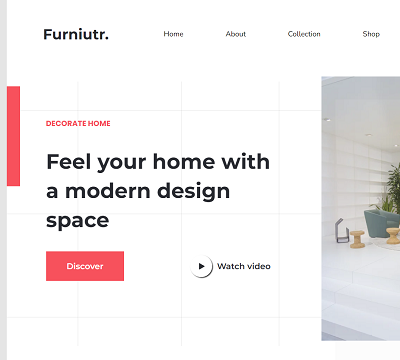 Furniutr.
Home About Collection Shop
DECORATE HOME
Feel your home with
a modern design
space
Discover
Watch video